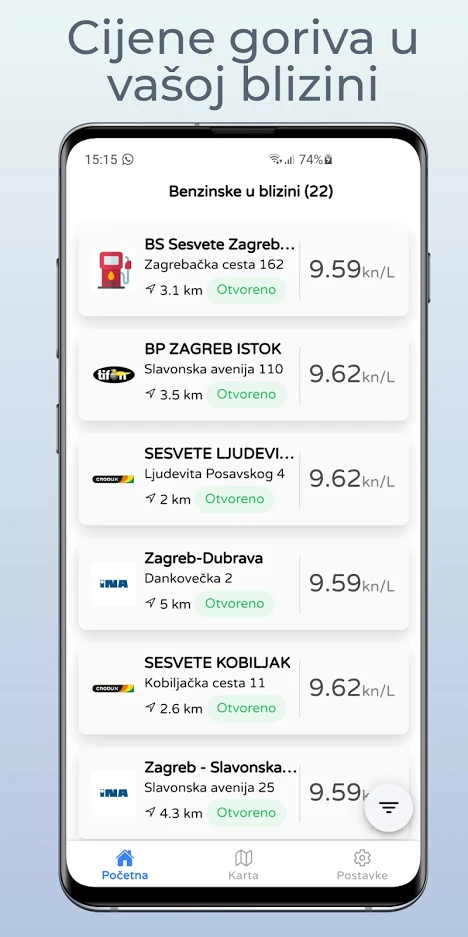 Cijene goriva u
vašoj blizini
15:15 74%
Benzinske u blizini (22)
BS Sesvete Zagreb...
Zagrebačka cesta 162
3.1 km Otvoreno
9.59kn/L
BP ZAGREB ISTOK
Slavonska avenija 110
3.5 km Otvoreno
9.62kn/L
tifon
SESVETE LJUDEVI...
Ljudevita Posavskog 4
2 km Otvoreno
9.62kn/L
CRODUX
Zagreb-Dubrava
Dankovečka 2
5 km Otvoreno
9.59kn/L
INA
SESVETE KOBILJAK
Kobiljačka cesta 11
2.6 km Otvoreno
9.62kn/L
CRODUX
Zagreb - Slavonska...
Slavonska avenija 25
4.3 km Otvoreno
9.59
INA
Početna
Karta
Postavke